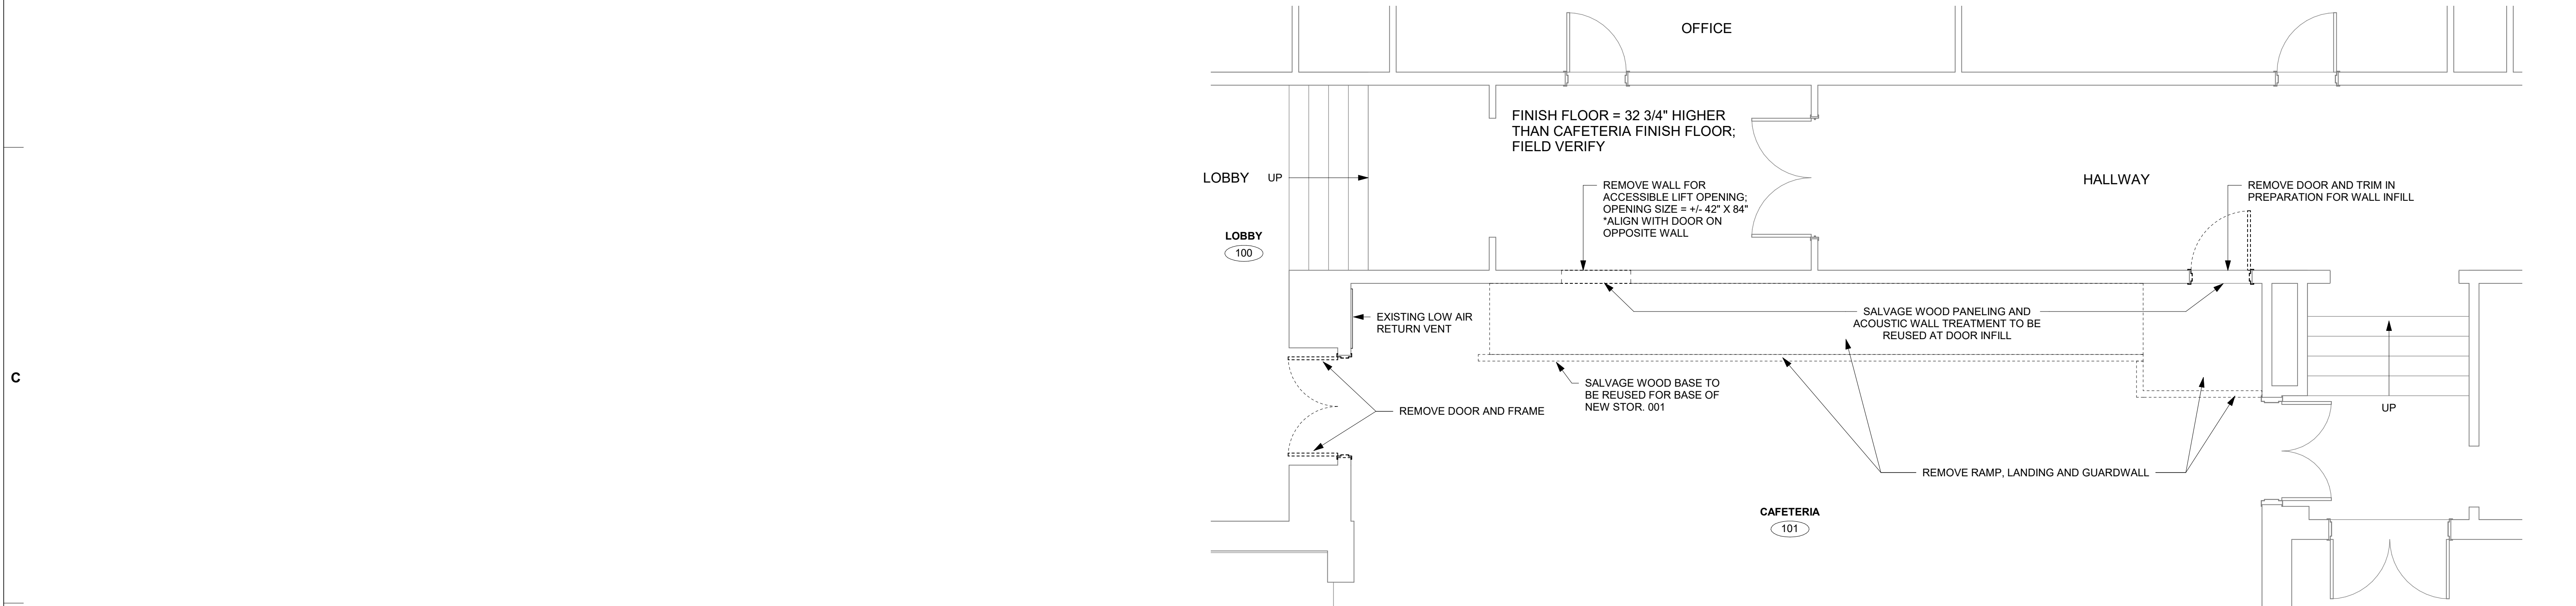 OFFICE
FINISH FLOOR = 32 3/4" HIGHER
THAN CAFETERIA FINISH FLOOR;
FIELD VERIFY
LOBBY
UP
REMOVE WALL FOR
ACCESSIBLE LIFT OPENING;
OPENING SIZE = +/- 42" X 84"
*ALIGN WITH DOOR ON
OPPOSITE WALL
HALLWAY
REMOVE DOOR AND TRIM IN
PREPARATION FOR WALL INFILL
LOBBY
100
EXISTING LOW AIR
RETURN VENT
SALVAGE WOOD PANELING AND
ACOUSTIC WALL TREATMENT TO BE
REUSED AT DOOR INFILL
C
SALVAGE WOOD BASE TO
BE REUSED FOR BASE OF
NEW STOR. 001
REMOVE DOOR AND FRAME
UP
REMOVE RAMP, LANDING AND GUARDWALL
CAFETERIA
101